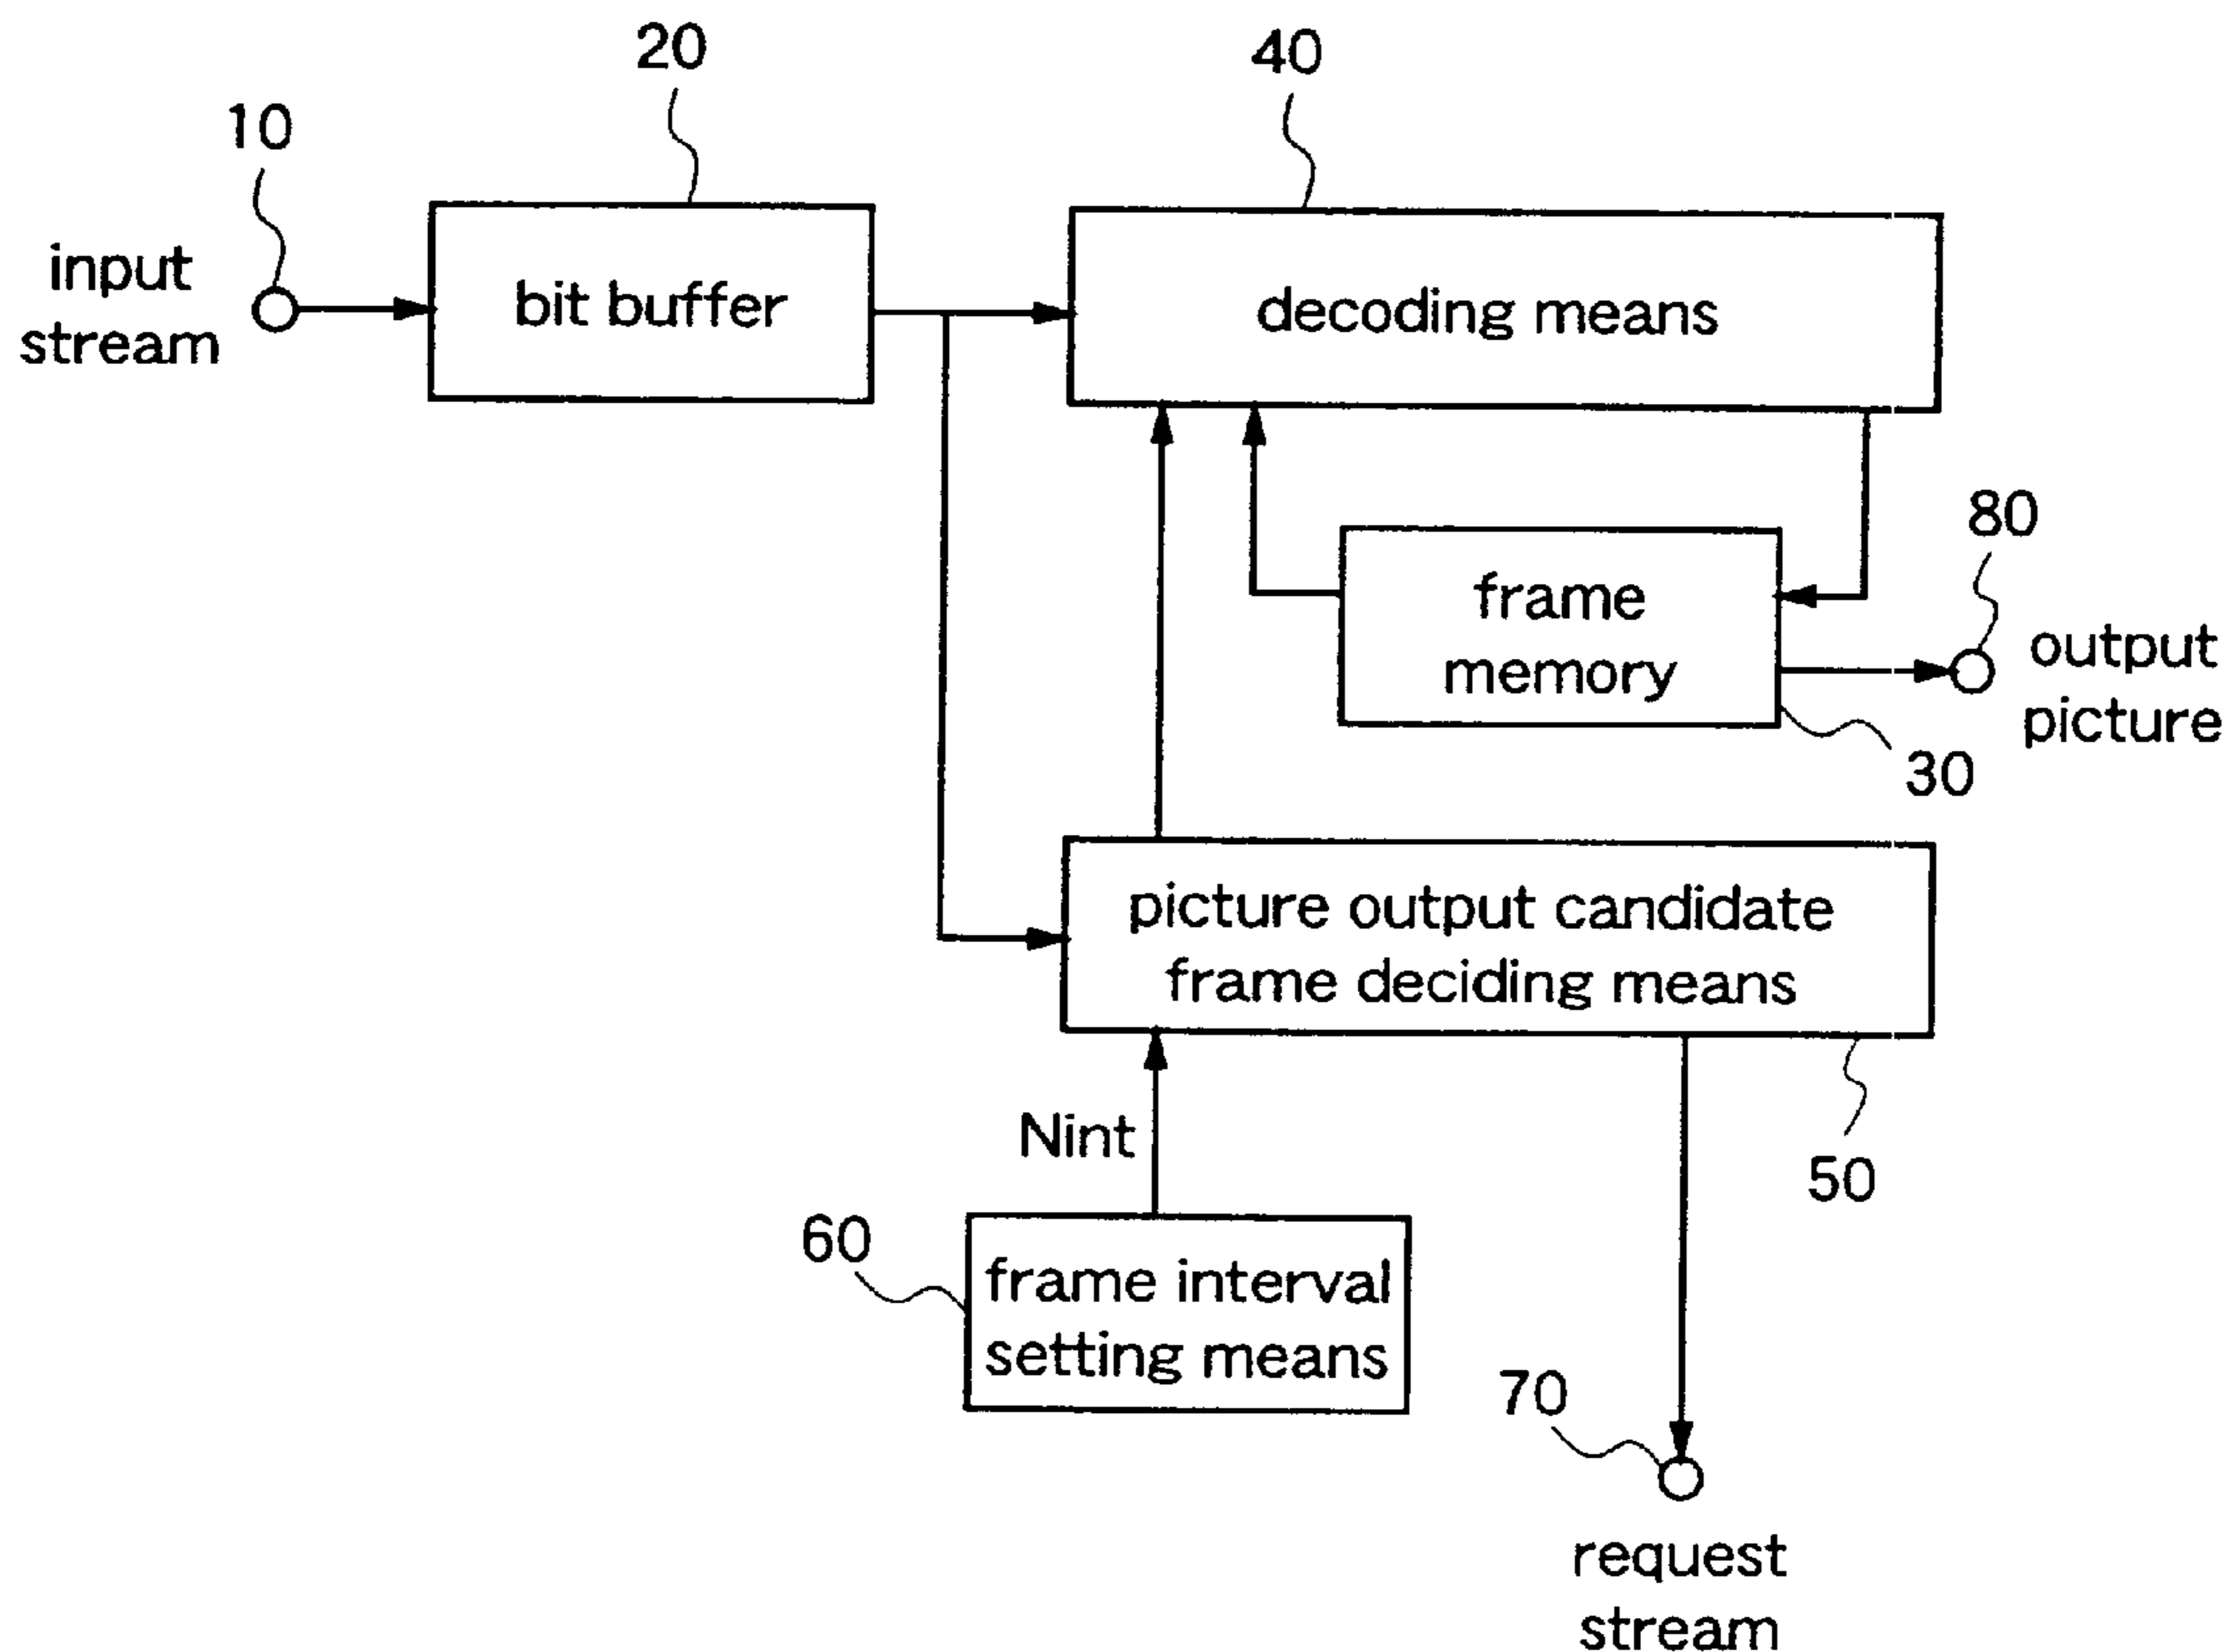 20
40
10
input
stream
bit buffer
decoding means
80
frame
memory
output
picture
30
picture output candidate
frame deciding means
Nint
50
60
frame interval
setting means
70
request
stream